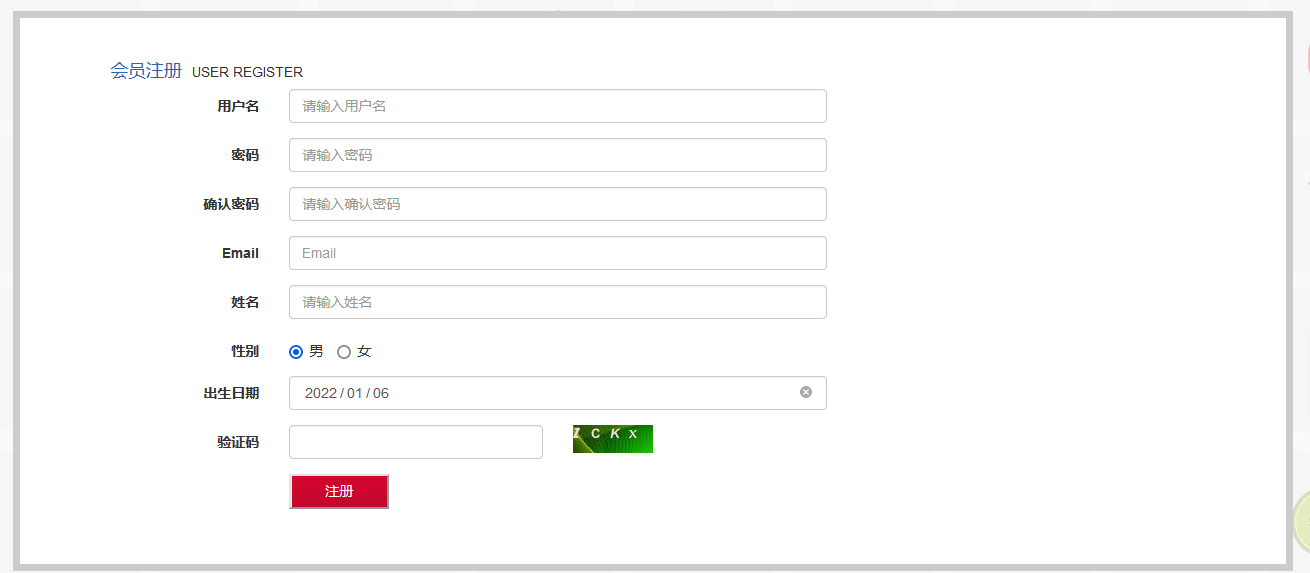 会员注册 USER REGISTER
用户名 请输入用户名
密码 请输入密码
确认密码 请输入确认密码
Email Email
姓名 请输入姓名
性别 男 女
出生日期 2022/01/06
验证码 ZCKX
注册